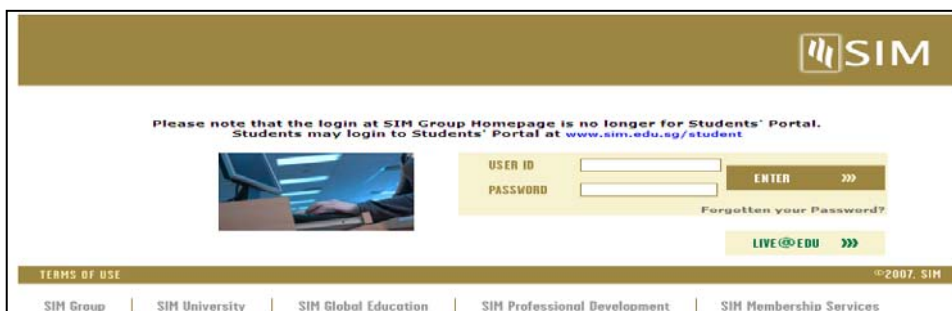 SIM
Please note that the login at SIM Group Homepage is no longer for Students' Portal.
Students may login to Students' Portal at www.sim.edu.sg/student
USER ID
ENTER >>>
PASSWORD
Forgotten your Password?
LIVE@EDU >>>
TERMS OF USE ©2007, SIM
SIM Group | SIM University | SIM Global Education | SIM Professional Development | SIM Membership Services